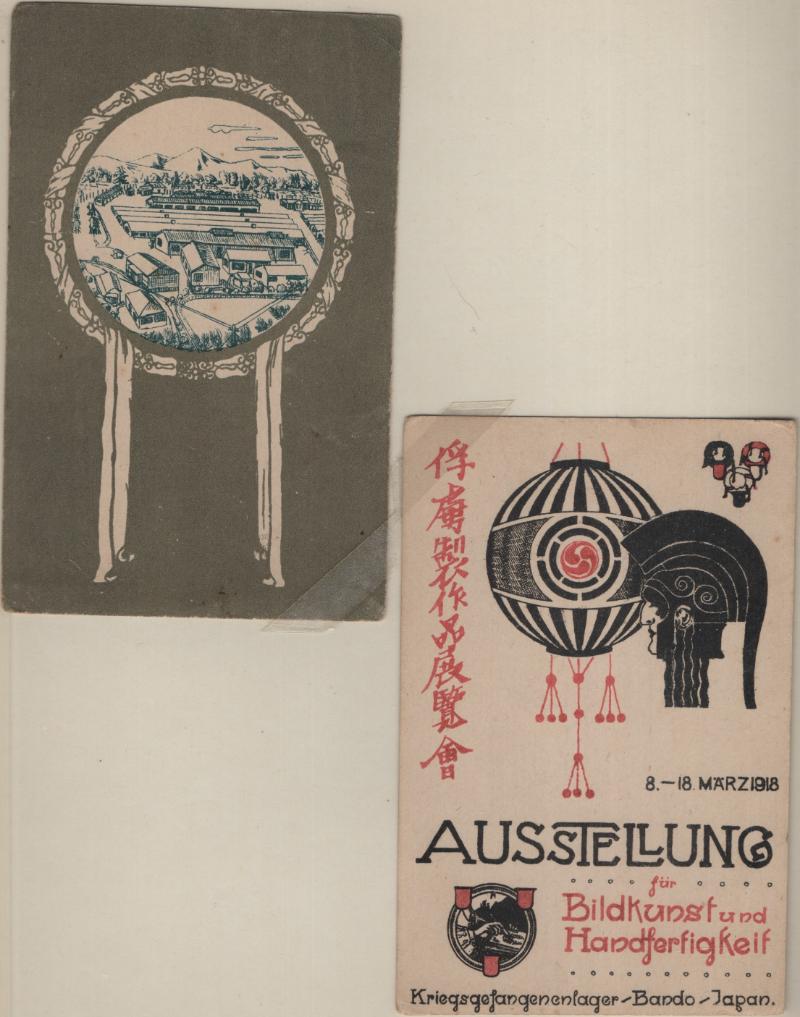 俘虜製作品展覽會
8.–18. MÄRZ 1918
AUSSTELLUNG
für
Bildkunst und
Handfertigkeit
Kriegsgefangenenlager-Bando-Japan.